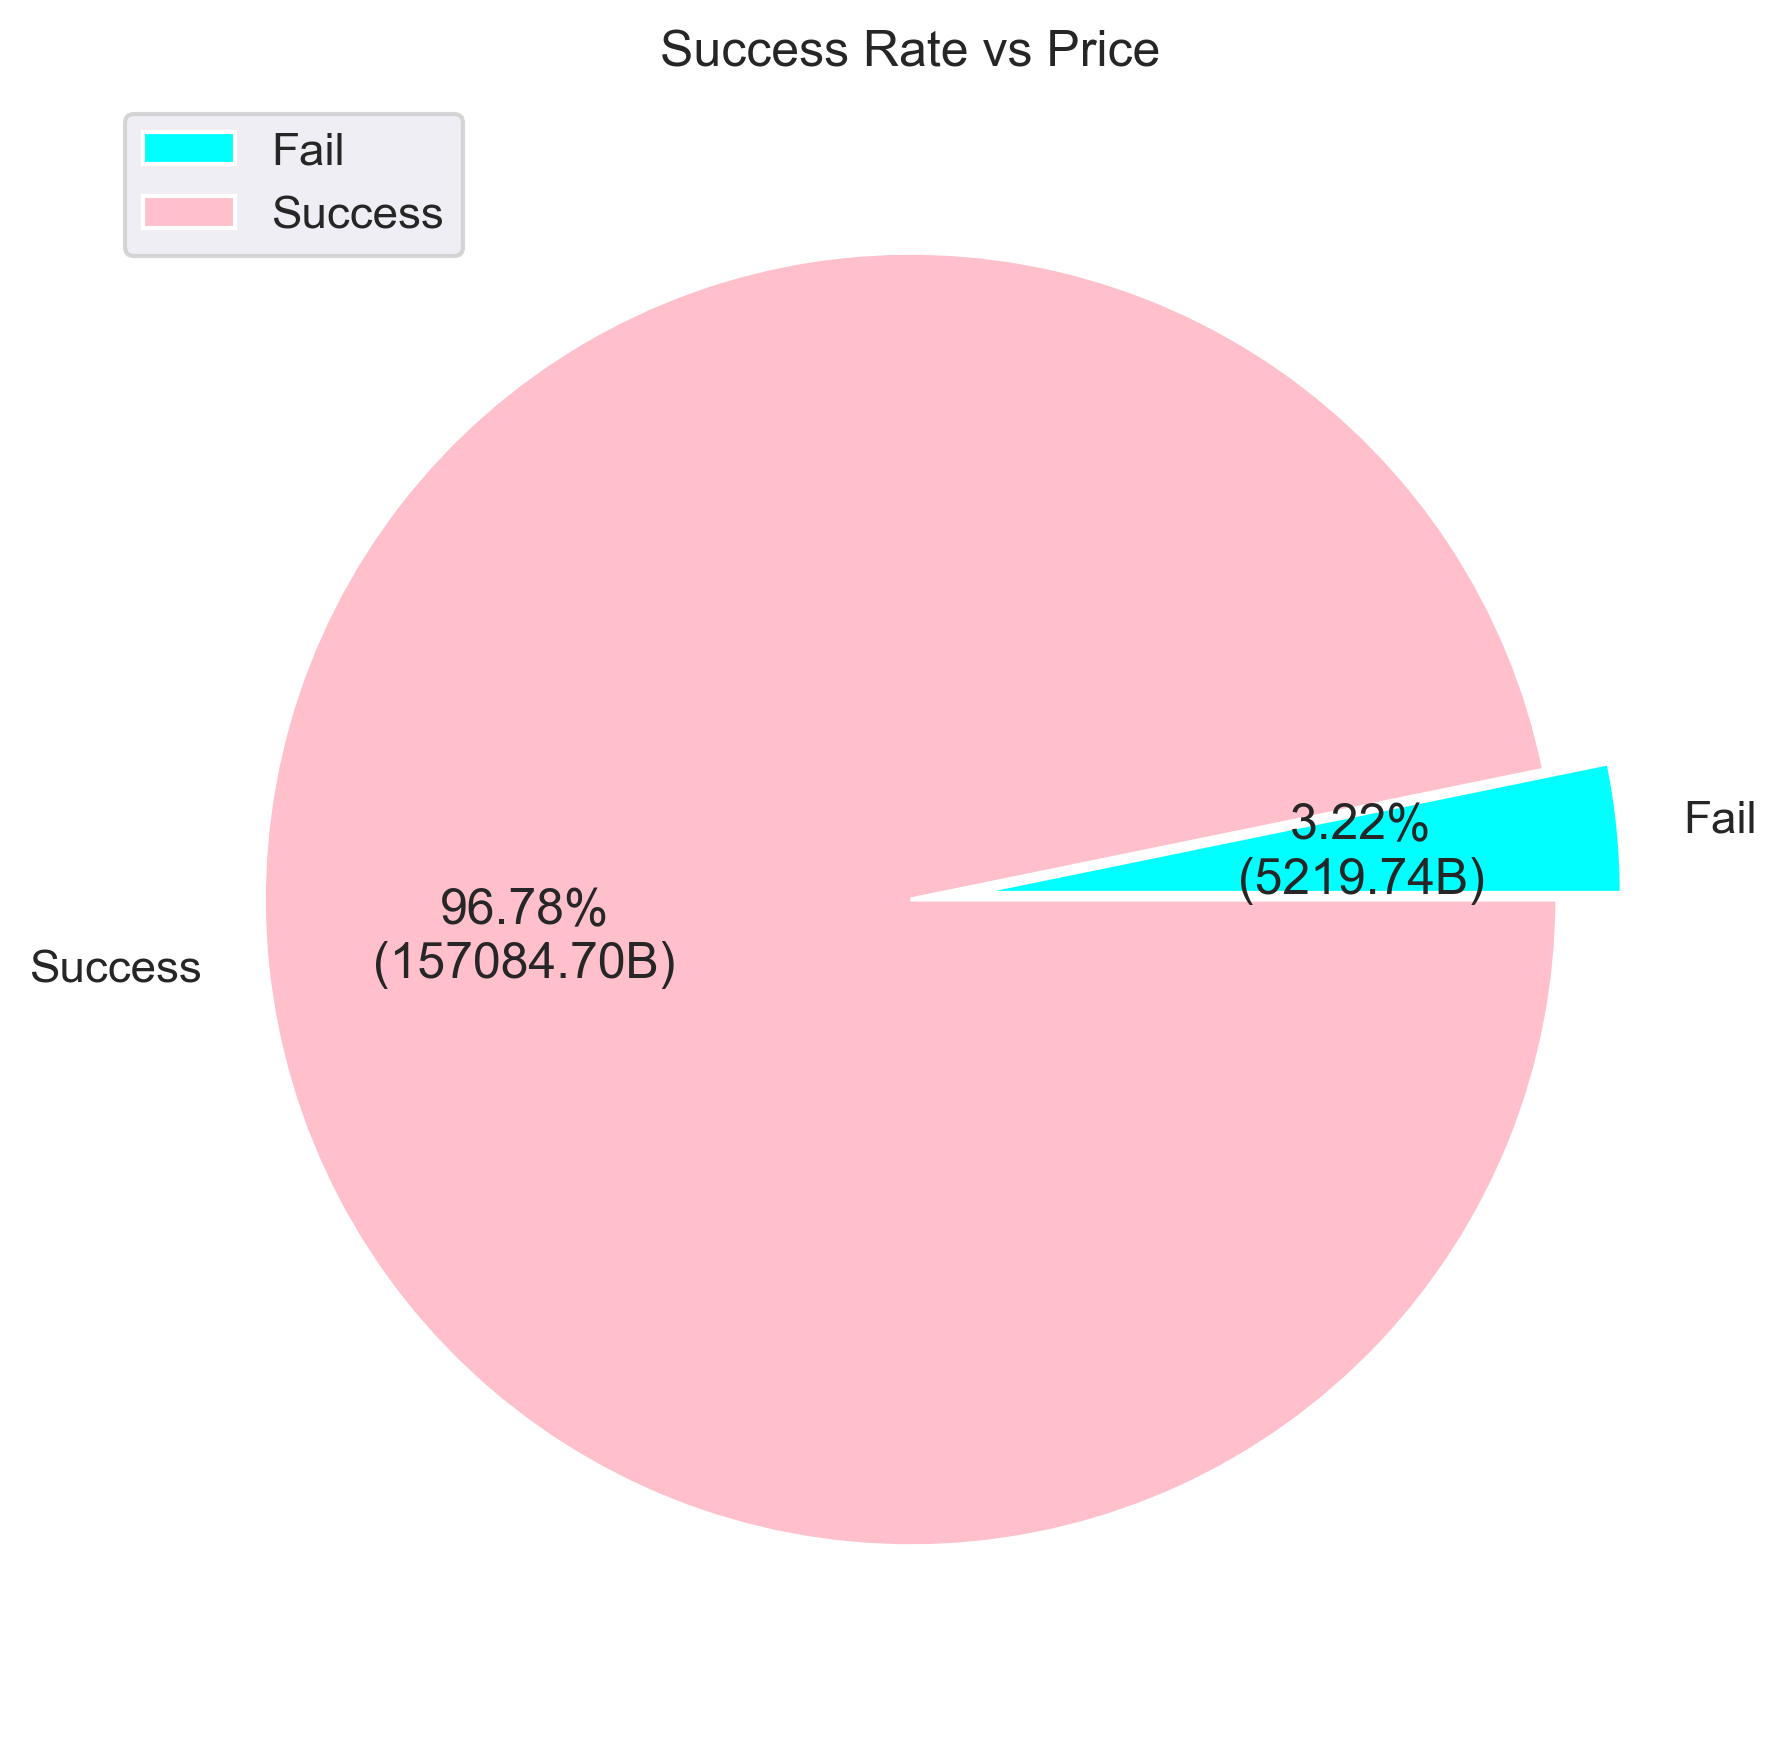 Success Rate vs Price
Fail
Success
3.22%
(5219.74B)
Fail
96.78%
(157084.70B)
Success